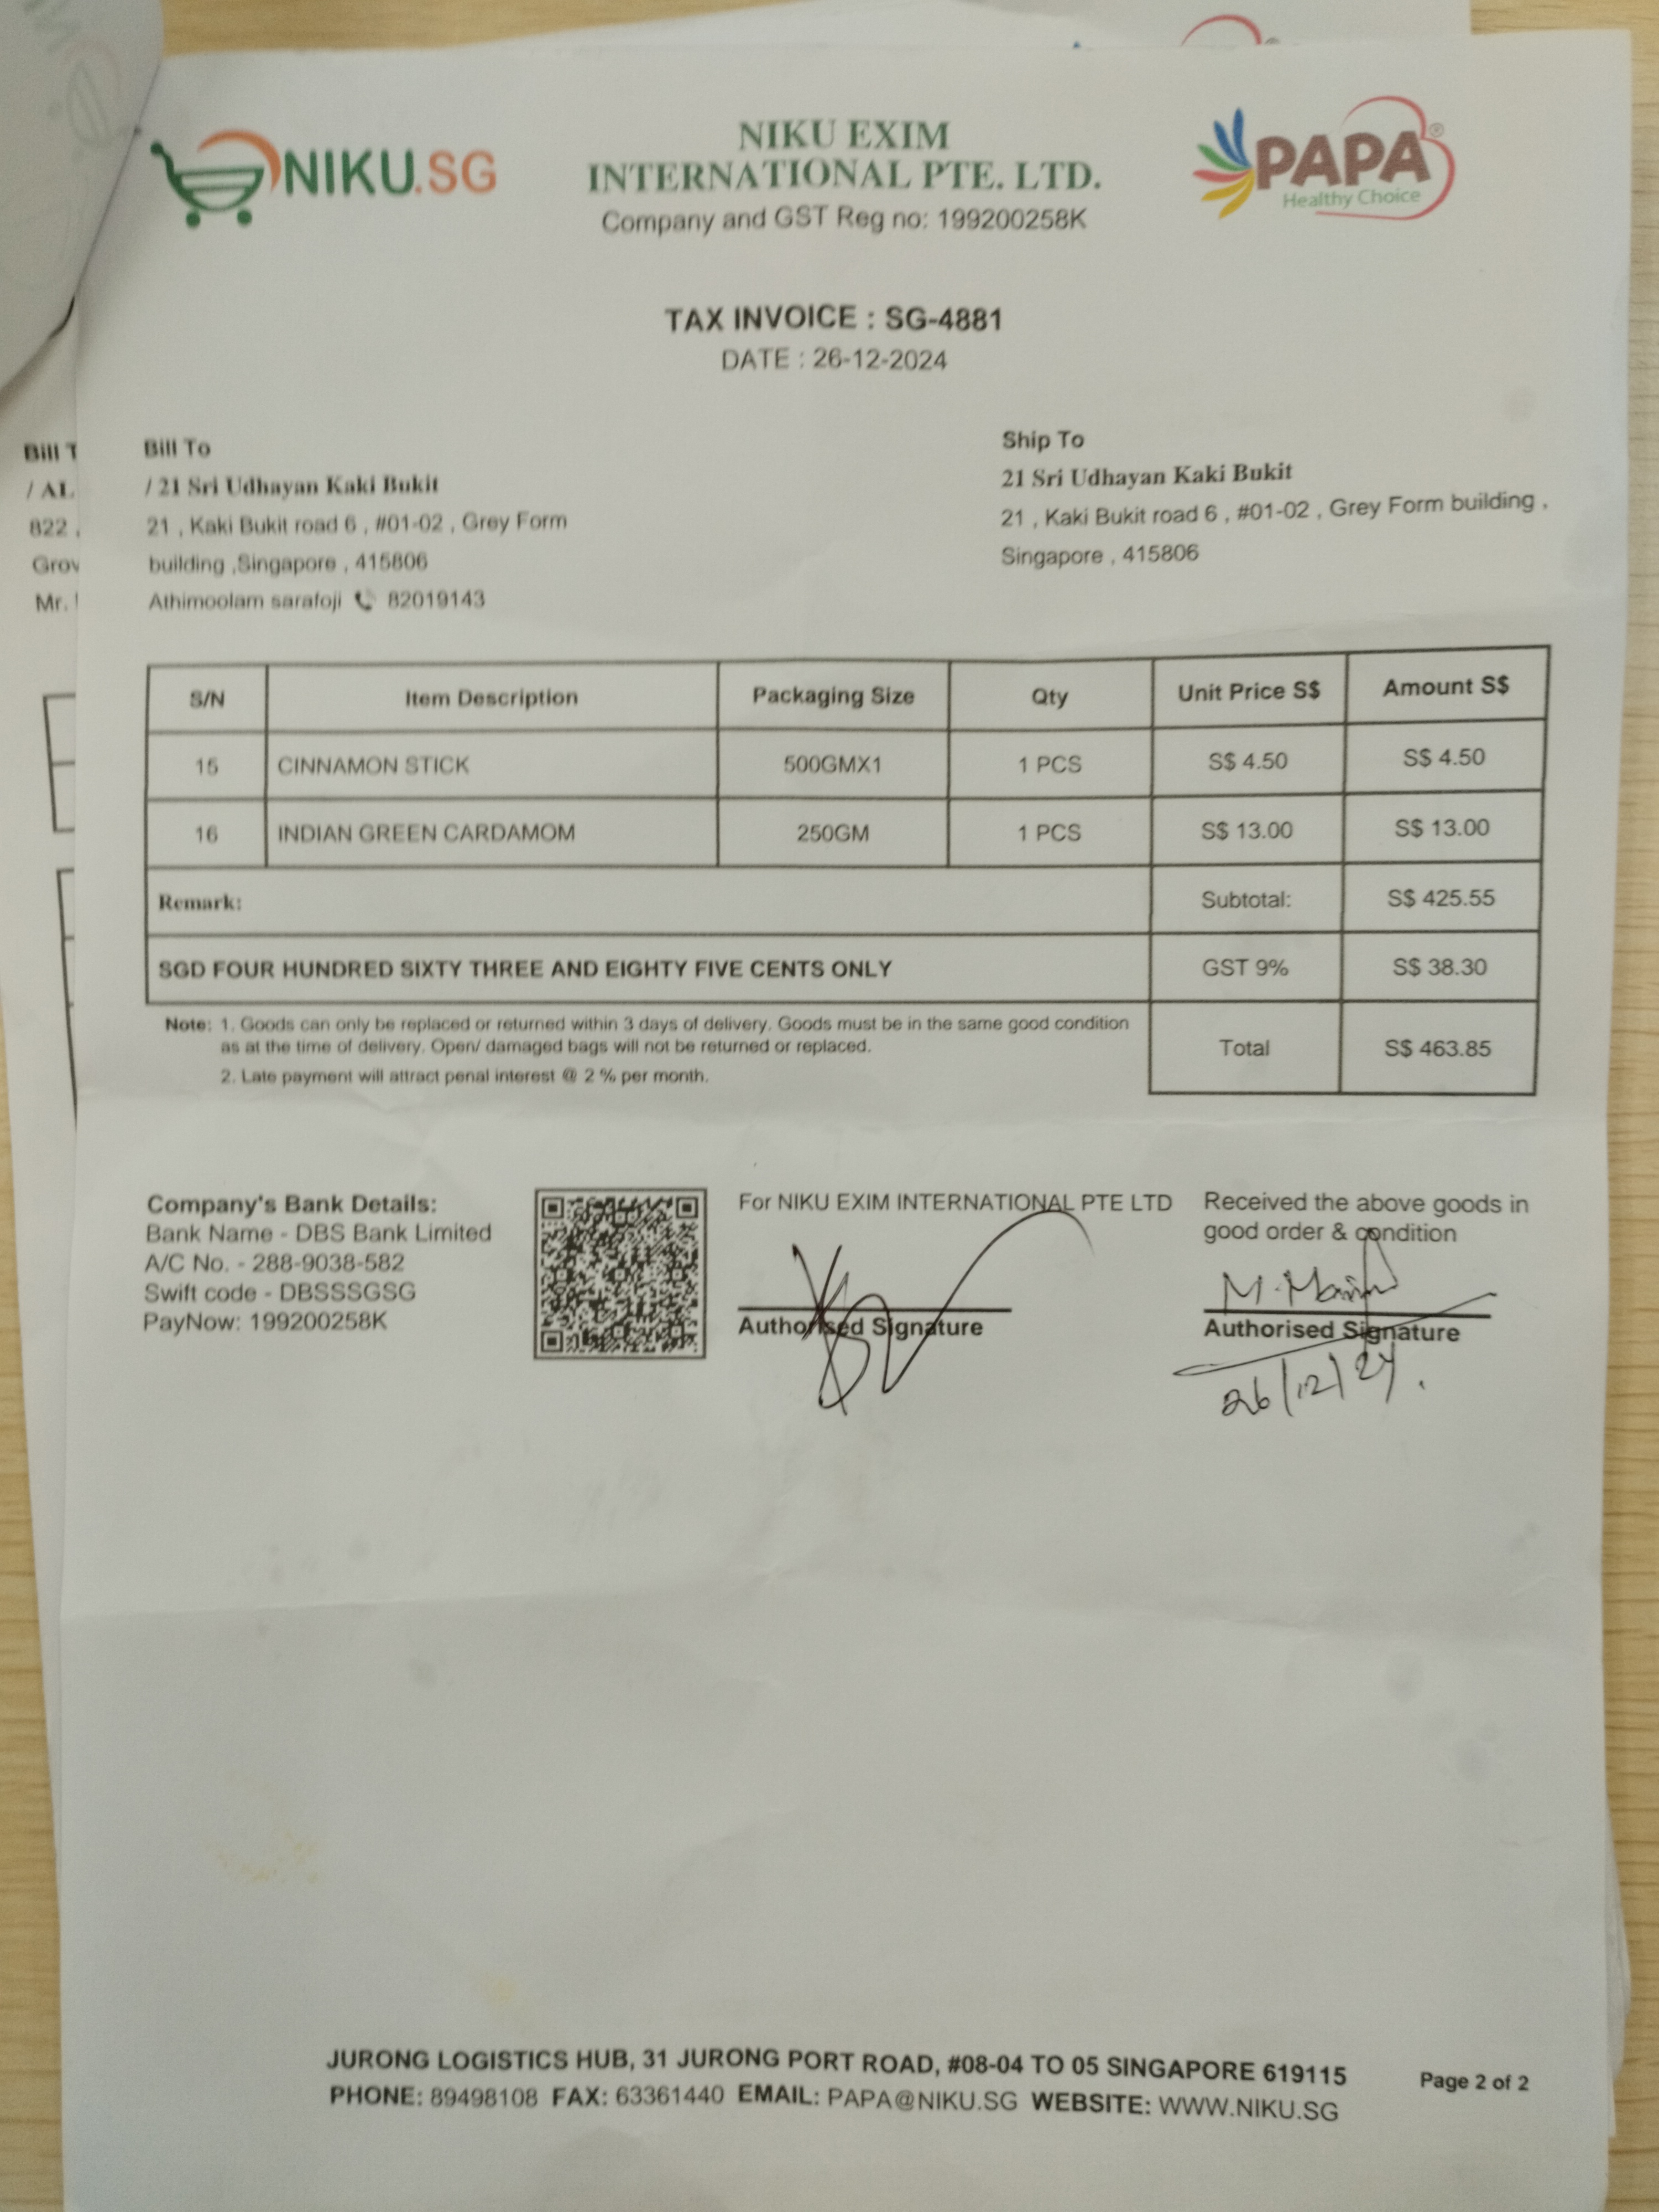 NIKU.SG
NIKU EXIM
INTERNATIONAL PTE. LTD.
Company and GST Reg no: 199200258K
PAPA®
Healthy Choice
TAX INVOICE : SG-4881
DATE : 26-12-2024
Bill To
/ 21 Sri Udhayan Kaki Bukit
21 , Kaki Bukit road 6 , #01-02 , Grey Form
building ,Singapore , 415806
Athimoolam sarafoji 82019143
Ship To
21 Sri Udhayan Kaki Bukit
21 , Kaki Bukit road 6 , #01-02 , Grey Form building ,
Singapore , 415806
Bill T
/ AL
822 ,
Grov
Mr.
S/N Item Description Packaging Size Qty Unit Price S$ Amount S$
15 CINNAMON STICK 500GMX1 1 PCS S$ 4.50 S$ 4.50
16 INDIAN GREEN CARDAMOM 250GM 1 PCS S$ 13.00 S$ 13.00
Remark: Subtotal: S$ 425.55
SGD FOUR HUNDRED SIXTY THREE AND EIGHTY FIVE CENTS ONLY GST 9% S$ 38.30
Total S$ 463.85
Note: 1. Goods can only be replaced or returned within 3 days of delivery. Goods must be in the same good condition
as at the time of delivery. Open/ damaged bags will not be returned or replaced.
2. Late payment will attract penal interest @ 2 % per month.
Company's Bank Details:
Bank Name - DBS Bank Limited
A/C No. - 288-9038-582
Swift code - DBSSSGSG
PayNow: 199200258K
For NIKU EXIM INTERNATIONAL PTE LTD
Authorised Signature
Received the above goods in
good order & condition
Authorised Signature
26/12/24.
JURONG LOGISTICS HUB, 31 JURONG PORT ROAD, #08-04 TO 05 SINGAPORE 619115
PHONE: 89498108 FAX: 63361440 EMAIL: PAPA@NIKU.SG WEBSITE: WWW.NIKU.SG
Page 2 of 2